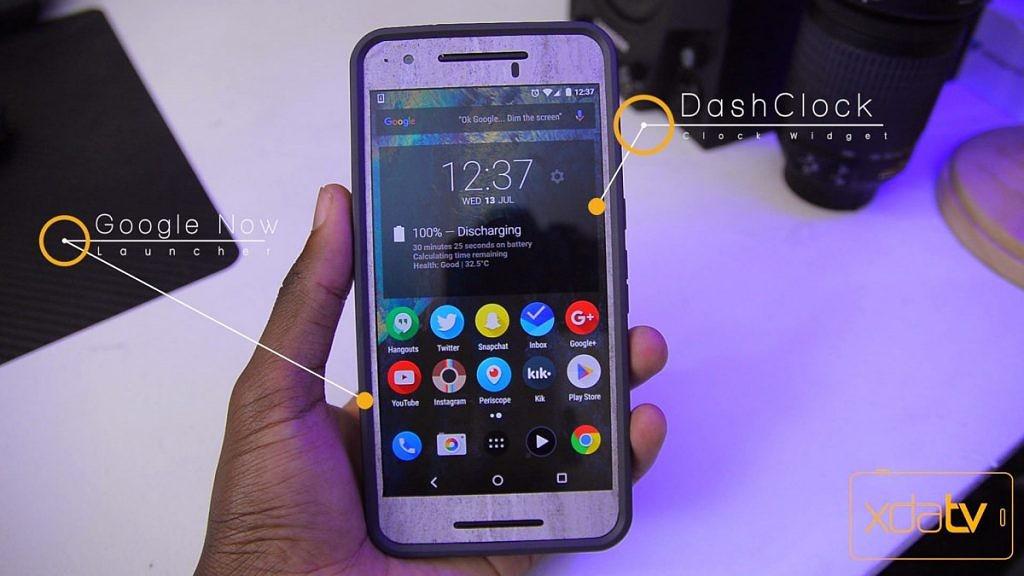 12:37
Google "Ok Google... Dim the screen"
DashClock
Clock Widget
12:37
WED 13 JUL
Google Now
Launcher
100% — Discharging
30 minutes 25 seconds on battery
Calculating time remaining
Health: Good | 32.5°C
Hangouts Twitter Snapchat Inbox Google+
G+
kik.
YouTube Instagram Periscope Kik Play Store
xdatv